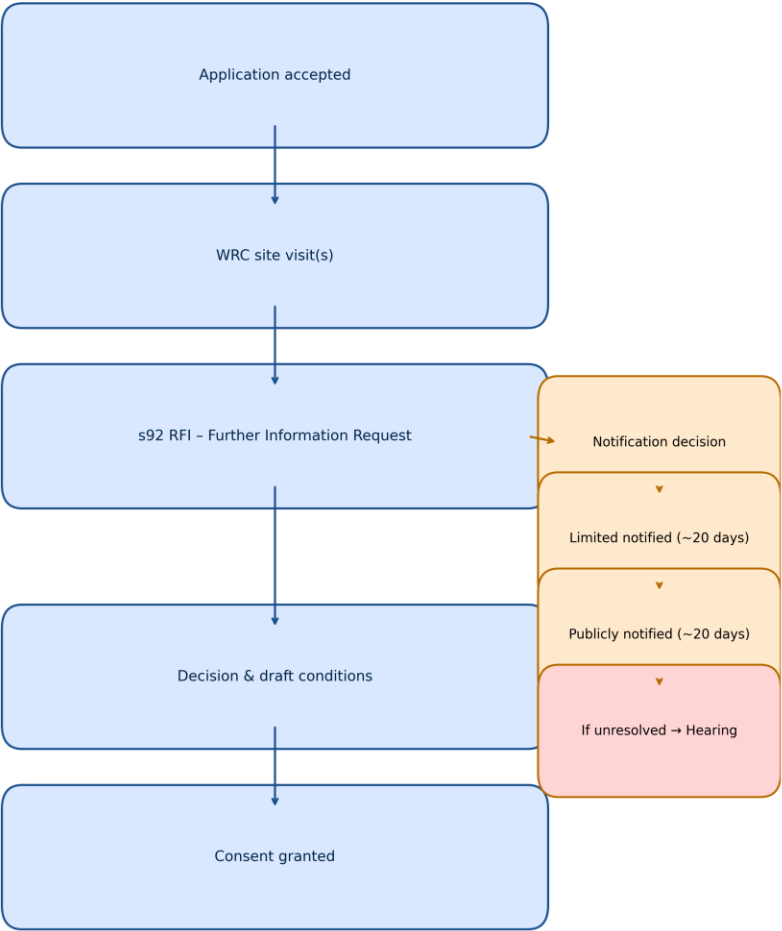 Application accepted
WRC site visit(s)
s92 RFI – Further Information Request
Notification decision
Limited notified (~20 days)
Publicly notified (~20 days)
Decision & draft conditions
If unresolved → Hearing
Consent granted